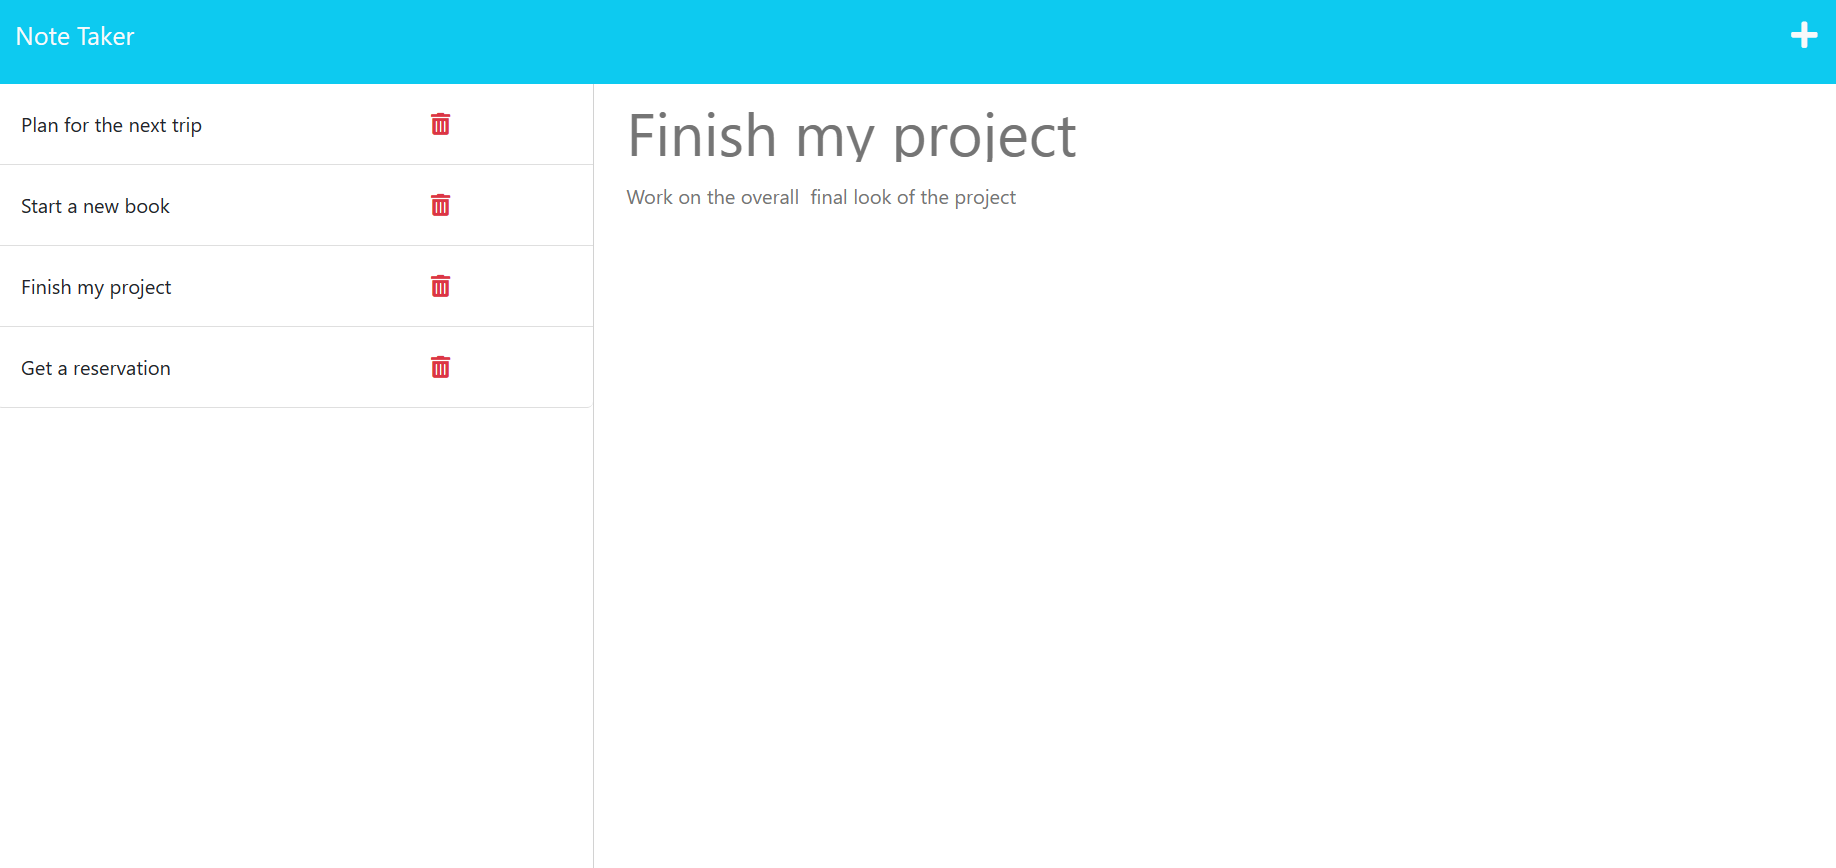 Note Taker
Plan for the next trip
Start a new book
Finish my project
Get a reservation
Finish my project
Work on the overall  final look of the project